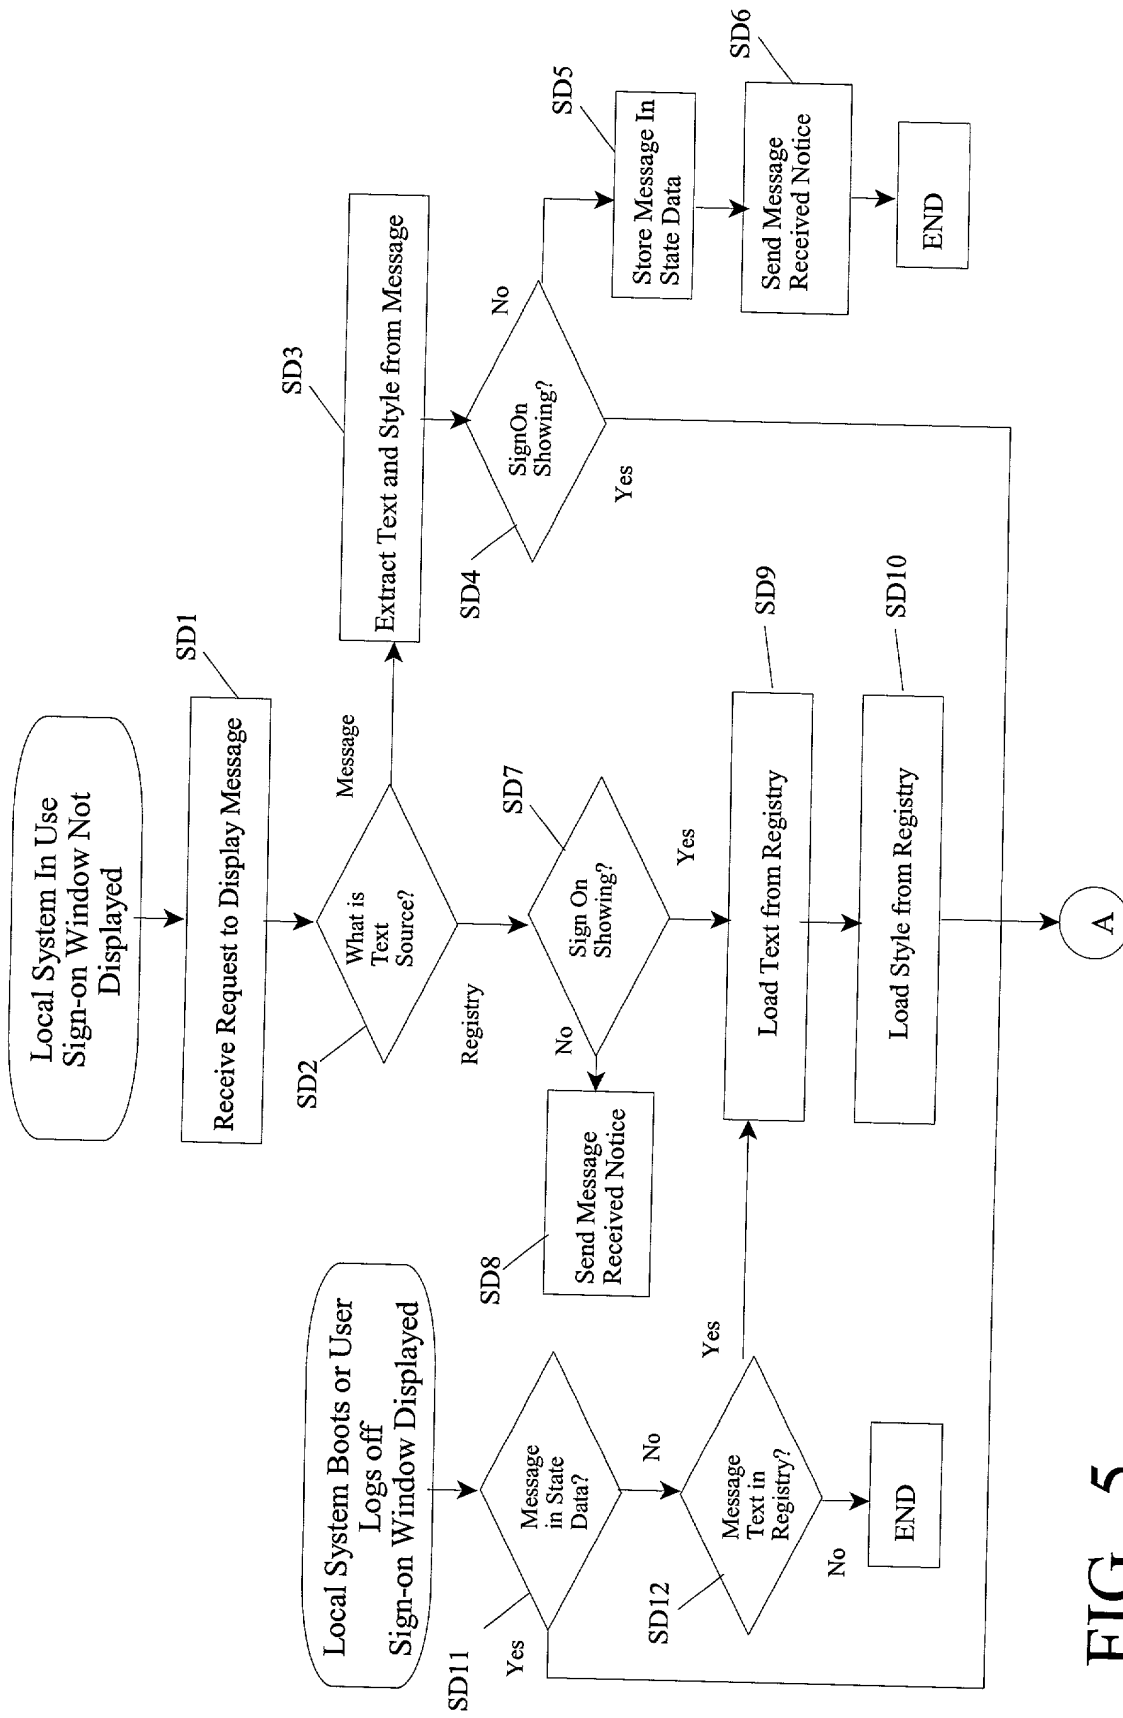 Local System In Use
Sign-on Window Not
Displayed
SD1
Receive Request to Display Message
SD2
What is
Text
Source?
Message
Registry
SD3
Extract Text and Style from Message
SD4
SignOn
Showing?
No
Yes
SD5
Store Message In
State Data
SD6
Send Message
Received Notice
END
SD7
Sign On
Showing?
No
Yes
SD8
Send Message
Received Notice
SD9
Load Text from Registry
SD10
Load Style from Registry
A
Local System Boots or User
Logs off
Sign-on Window Displayed
SD11
Message
in State
Data?
Yes
No
SD12
Message
Text in
Registry?
Yes
No
END
FIG. 5